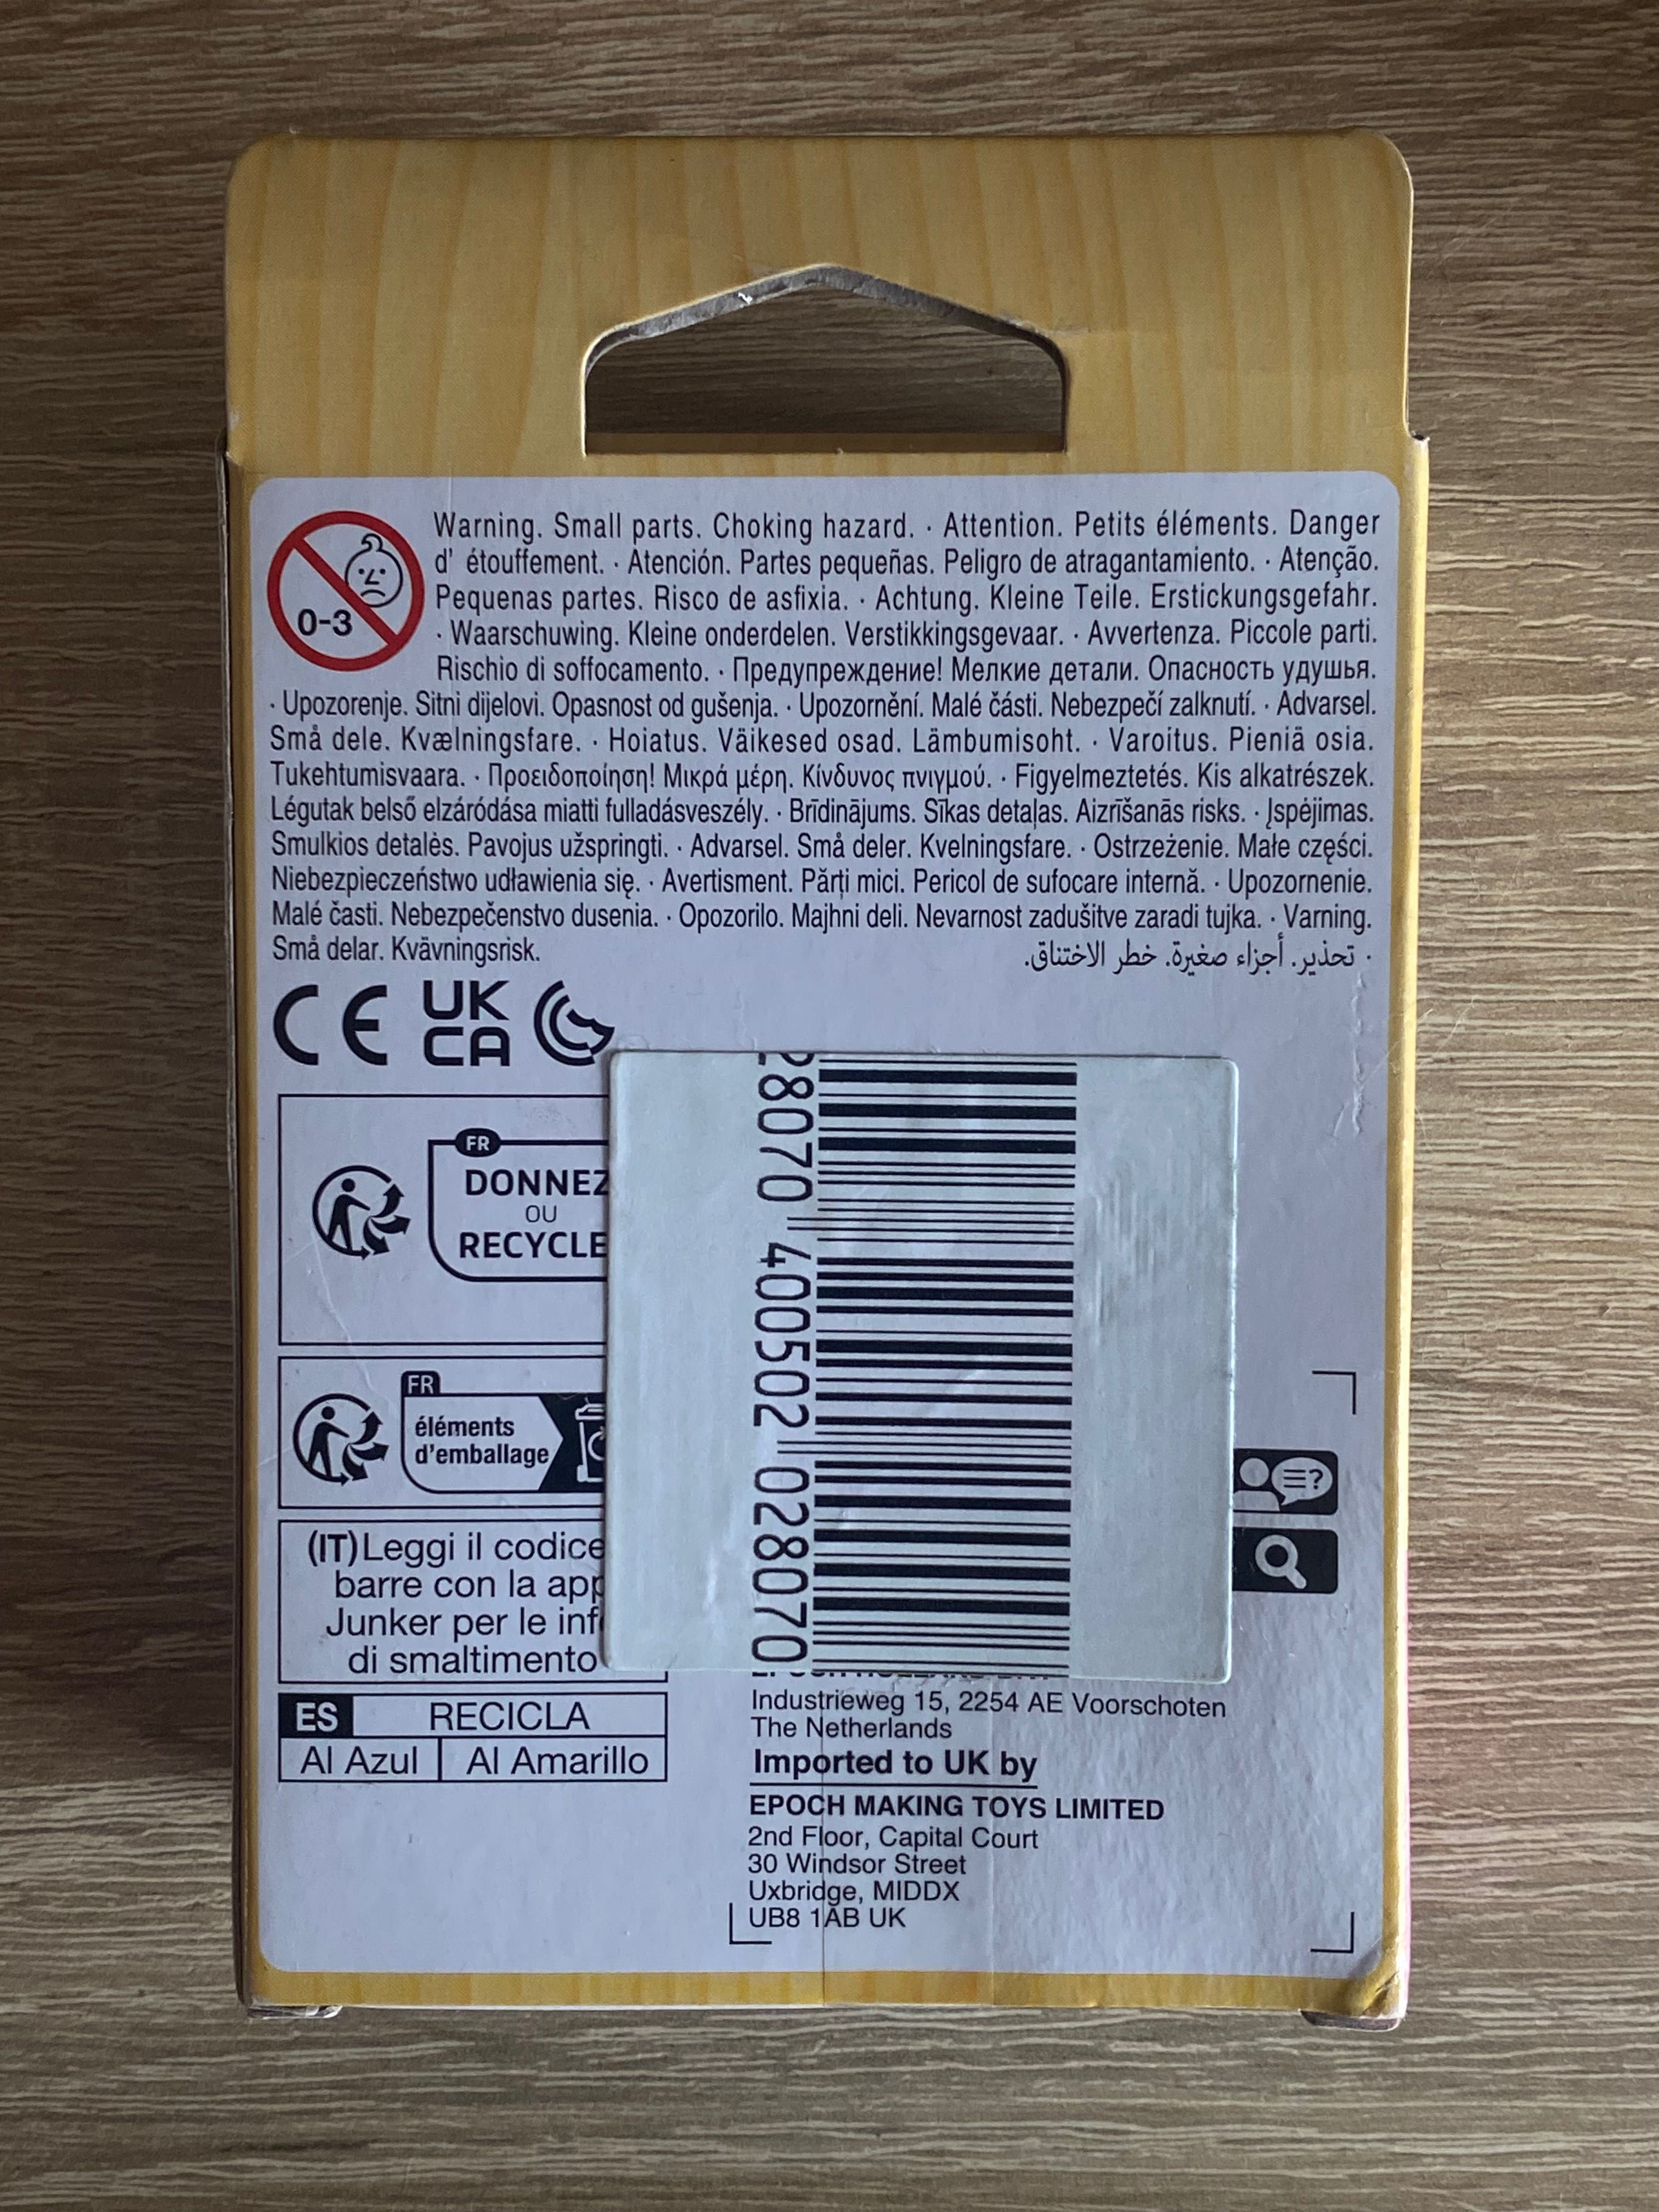 0-3
Warning. Small parts. Choking hazard. · Attention. Petits éléments. Danger
d' étouffement. · Atención. Partes pequeñas. Peligro de atragantamiento. · Atenção.
Pequenas partes. Risco de asfixia. · Achtung. Kleine Teile. Erstickungsgefahr.
· Waarschuwing. Kleine onderdelen. Verstikkingsgevaar. · Avvertenza. Piccole parti.
Rischio di soffocamento. · Предупреждение! Мелкие детали. Опасность удушья.
· Upozorenje. Sitni dijelovi. Opasnost od gušenja. · Upozornění. Malé části. Nebezpečí zalknutí. · Advarsel.
Små dele. Kvælningsfare. · Hoiatus. Väikesed osad. Lämbumisoht. · Varoitus. Pieniä osia.
Tukehtumisvaara. · Προειδοποίηση! Μικρά μέρη. Κίνδυνος πνιγμού. · Figyelmeztetés. Kis alkatrészek.
Légutak belső elzáródása miatti fulladásveszély. · Brīdinājums. Sīkas detaļas. Aizrīšanās risks. · Įspėjimas.
Smulkios detalės. Pavojus užspringti. · Advarsel. Små deler. Kvelningsfare. · Ostrzeżenie. Małe części.
Niebezpieczeństwo udławienia się. · Avertisment. Părți mici. Pericol de sufocare internă. · Upozornenie.
Malé časti. Nebezpečenstvo dusenia. · Opozorilo. Majhni deli. Nevarnost zadušitve zaradi tujka. · Varning.
Små delar. Kvävningsrisk.
· تحذير. أجزاء صغيرة. خطر الاختناق.
CE UK
CA
FR
DONNEZ
OU
RECYCLE
FR
éléments
d'emballage
(IT)Leggi il codice
barre con la app
Junker per le inf
di smaltimento
ES RECICLA
Al Azul Al Amarillo
28070 400502 028070
Industrieweg 15, 2254 AE Voorschoten
The Netherlands
Imported to UK by
EPOCH MAKING TOYS LIMITED
2nd Floor, Capital Court
30 Windsor Street
Uxbridge, MIDDX
UB8 1AB UK